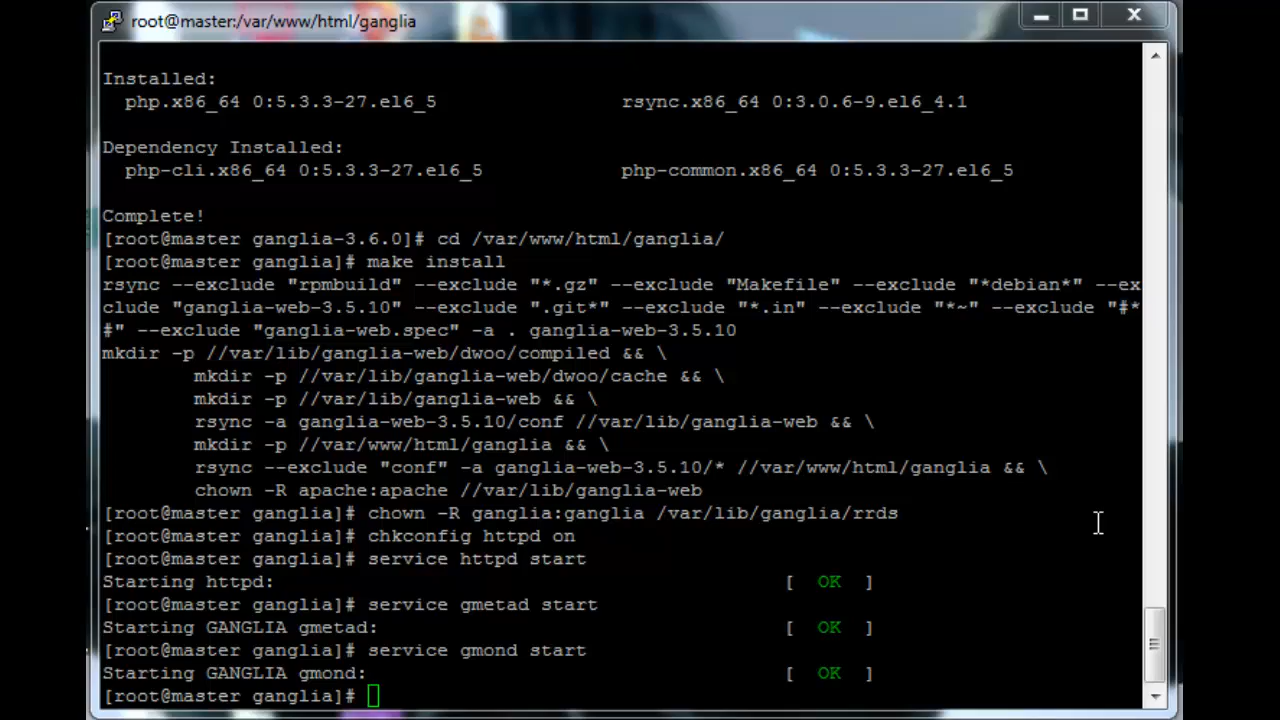 root@master:/var/www/html/ganglia
Installed:
  php.x86_64 0:5.3.3-27.el6_5                 rsync.x86_64 0:3.0.6-9.el6_4.1
Dependency Installed:
  php-cli.x86_64 0:5.3.3-27.el6_5             php-common.x86_64 0:5.3.3-27.el6_5
Complete!
[root@master ganglia-3.6.0]# cd /var/www/html/ganglia/
[root@master ganglia]# make install
rsync --exclude "rpmbuild" --exclude "*.gz" --exclude "Makefile" --exclude "*debian*" --ex
clude "ganglia-web-3.5.10" --exclude ".git*" --exclude "*.in" --exclude "*~" --exclude "#*
#" --exclude "ganglia-web.spec" -a . ganglia-web-3.5.10
mkdir -p //var/lib/ganglia-web/dwoo/compiled && \
        mkdir -p //var/lib/ganglia-web/dwoo/cache && \
        mkdir -p //var/lib/ganglia-web && \
        rsync -a ganglia-web-3.5.10/conf //var/lib/ganglia-web && \
        mkdir -p //var/www/html/ganglia && \
        rsync --exclude "conf" -a ganglia-web-3.5.10/* //var/www/html/ganglia && \
        chown -R apache:apache //var/lib/ganglia-web
[root@master ganglia]# chown -R ganglia:ganglia /var/lib/ganglia/rrds
[root@master ganglia]# chkconfig httpd on
[root@master ganglia]# service httpd start
Starting httpd:                                            [  OK  ]
[root@master ganglia]# service gmetad start
Starting GANGLIA gmetad:                                   [  OK  ]
[root@master ganglia]# service gmond start
Starting GANGLIA gmond:                                    [  OK  ]
[root@master ganglia]#